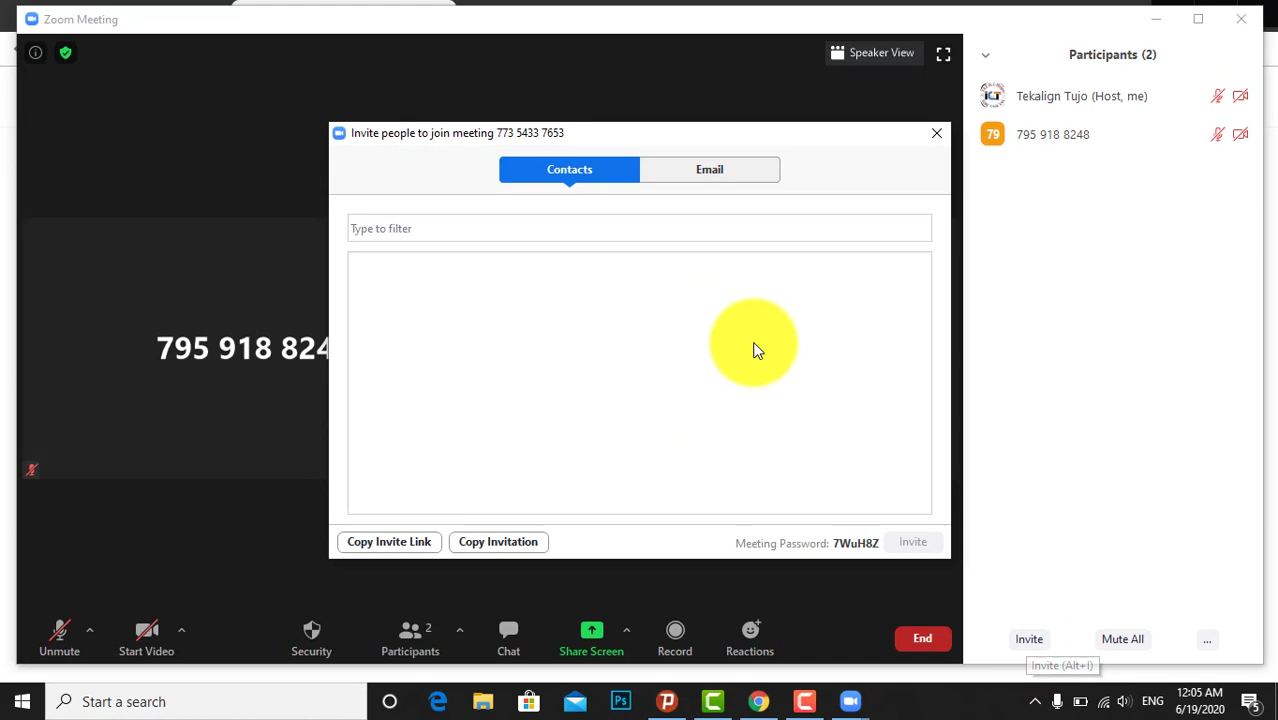 Zoom Meeting
Speaker View
Participants (2)
Tekalign Tujo (Host, me)
79
795 918 8248
Invite people to join meeting 773 5433 7653
Contacts
Email
Type to filter
795 918 824
Copy Invite Link
Copy Invitation
Meeting Password: 7WuH8Z
Invite
Unmute
Start Video
Security
2
Participants
Chat
Share Screen
Record
Reactions
End
Invite
Mute All
...
Invite (Alt+I)
Start a search
Ps
ENG
12:05 AM
6/19/2020
5